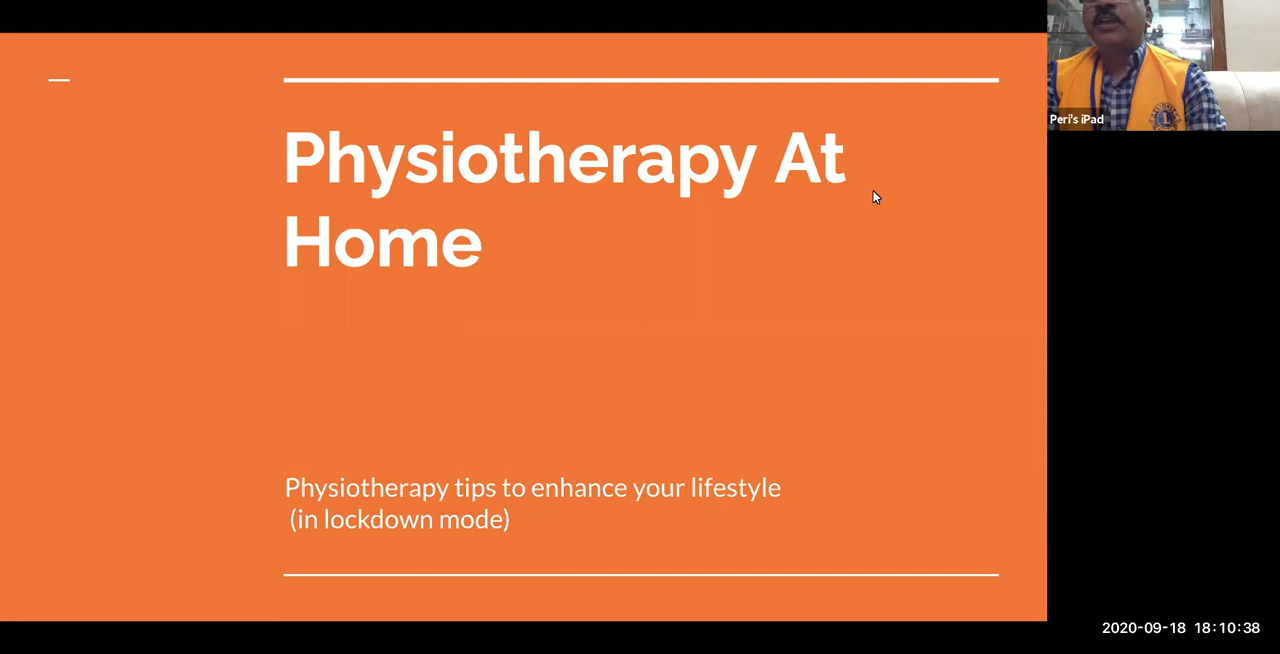 Physiotherapy At
Home
Physiotherapy tips to enhance your lifestyle
(in lockdown mode)
Peri's iPad
2020-09-18 18:10:38